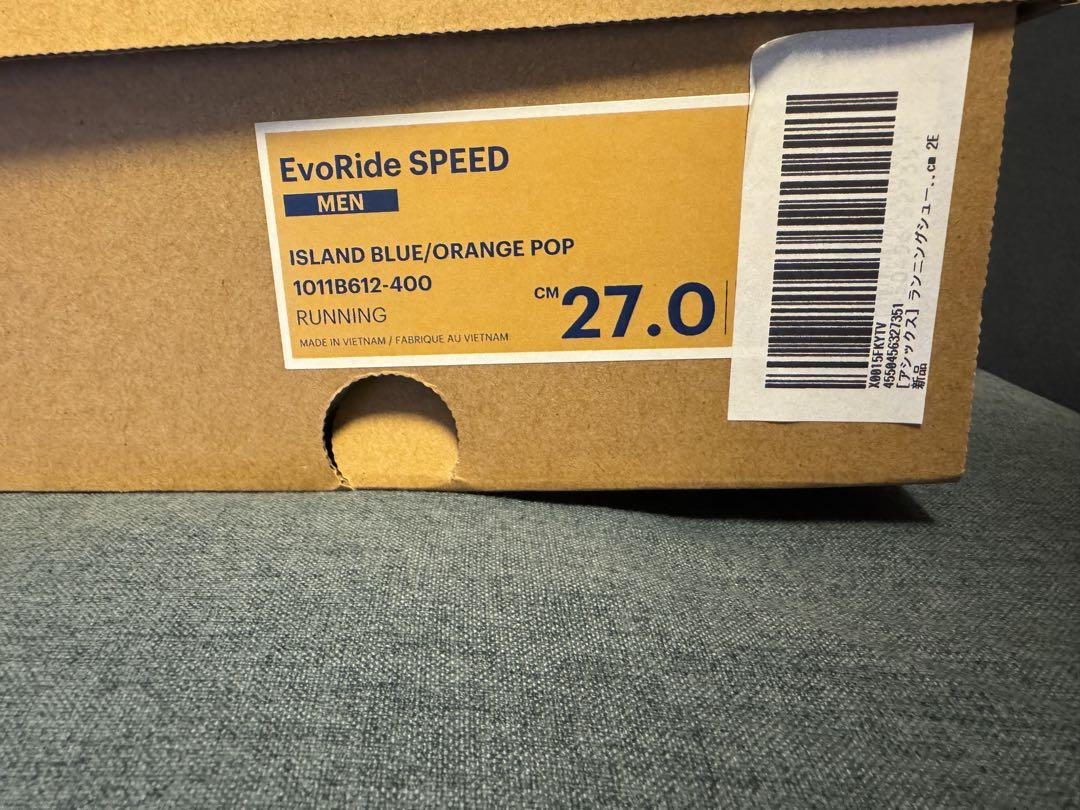 EvoRide SPEED
MEN
ISLAND BLUE/ORANGE POP
1011B612-400
RUNNING
CM 27.0
MADE IN VIETNAM / FABRIQUE AU VIETNAM
X0015FKYTV
4550456327351
[アシックス] ランニングシュー...cm 2E
新品